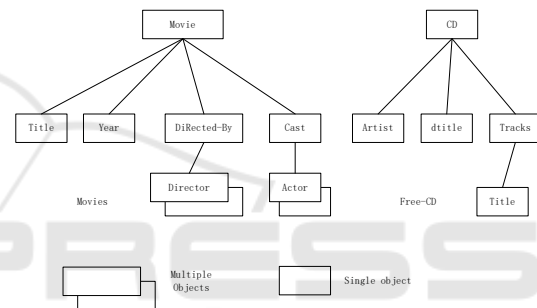 Movie
CD
Title
Year
DiRected-By
Cast
Artist
dtitle
Tracks
Director
Actor
Title
Movies
Free-CD
Multiple
Objects
Single object
PRESS